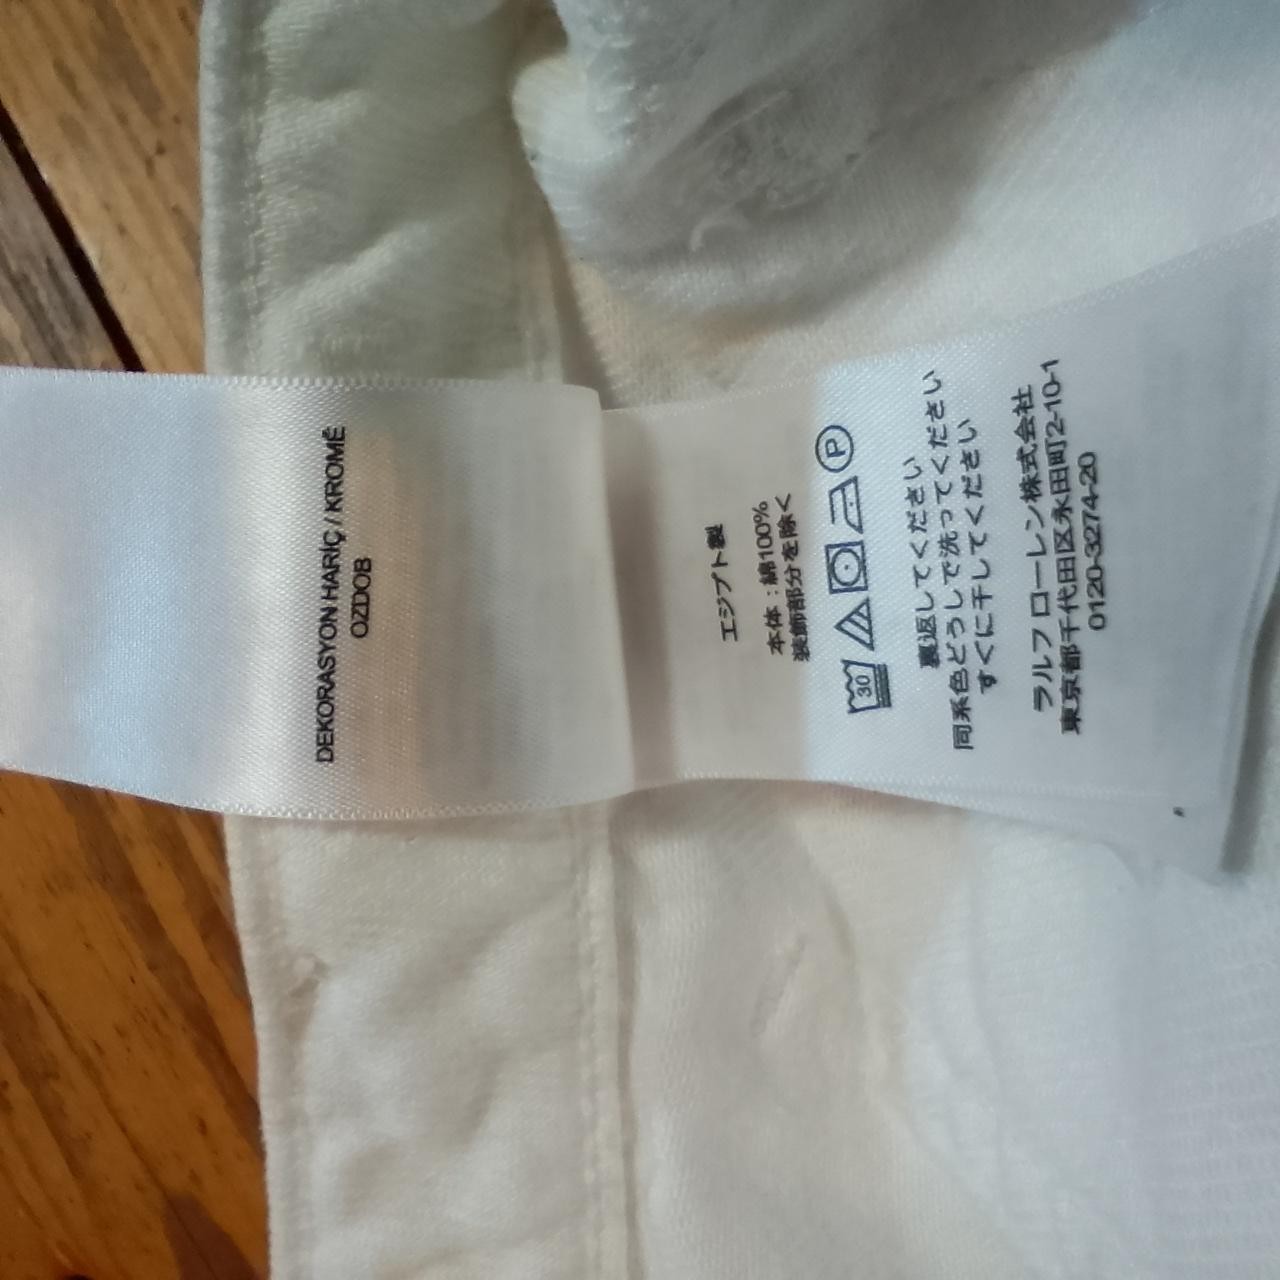 DEKORASYON HARİÇ / KROMĚ
OZDOB
エジプト製
本体：綿100%
装飾部分を除く
30 P
裏返してください
同系色どうしで洗ってください
すぐに干してください
ラルフ ローレン株式会社
東京都千代田区永田町2-10-1
0120-3274-20